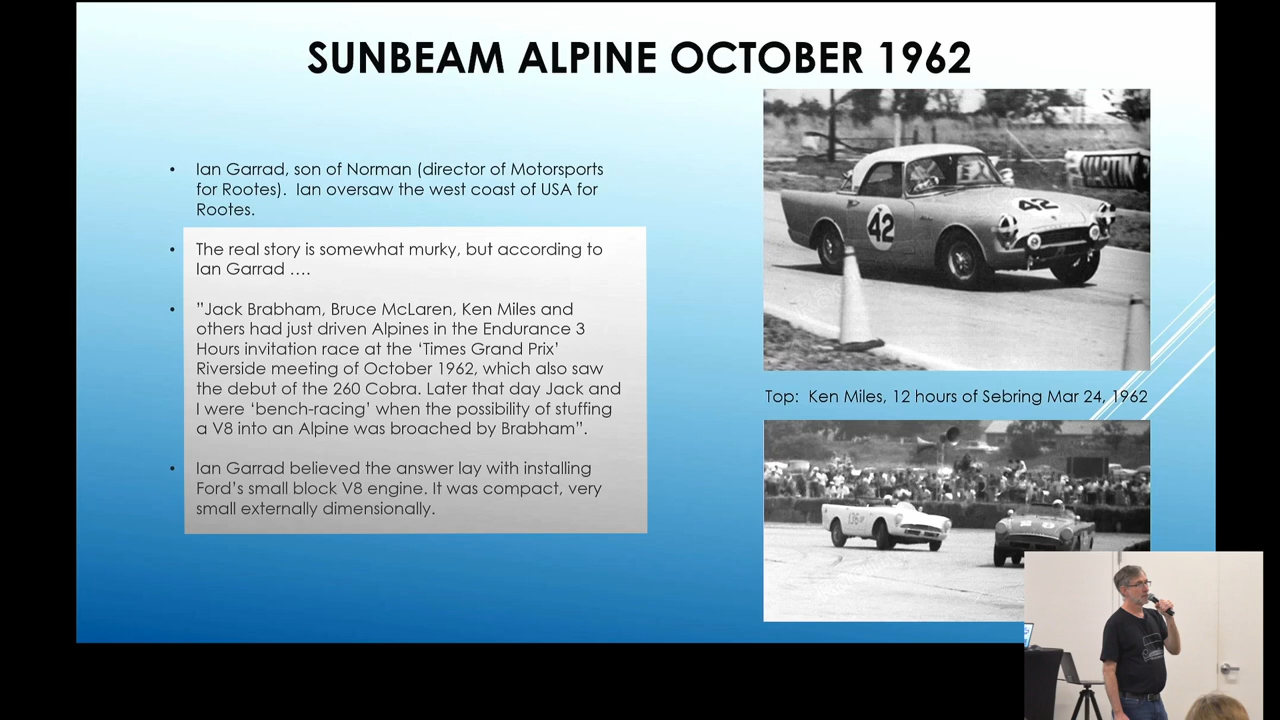 SUNBEAM ALPINE OCTOBER 1962
• Ian Garrad, son of Norman (director of Motorsports
for Rootes). Ian oversaw the west coast of USA for
Rootes.
• The real story is somewhat murky, but according to
Ian Garrad ….
• "Jack Brabham, Bruce McLaren, Ken Miles and
others had just driven Alpines in the Endurance 3
Hours invitation race at the ‘Times Grand Prix’
Riverside meeting of October 1962, which also saw
the debut of the 260 Cobra. Later that day Jack and
I were ‘bench-racing’ when the possibility of stuffing
a V8 into an Alpine was broached by Brabham”.
• Ian Garrad believed the answer lay with installing
Ford’s small block V8 engine. It was compact, very
small externally dimensionally.
42
42
Top: Ken Miles, 12 hours of Sebring Mar 24, 1962
136